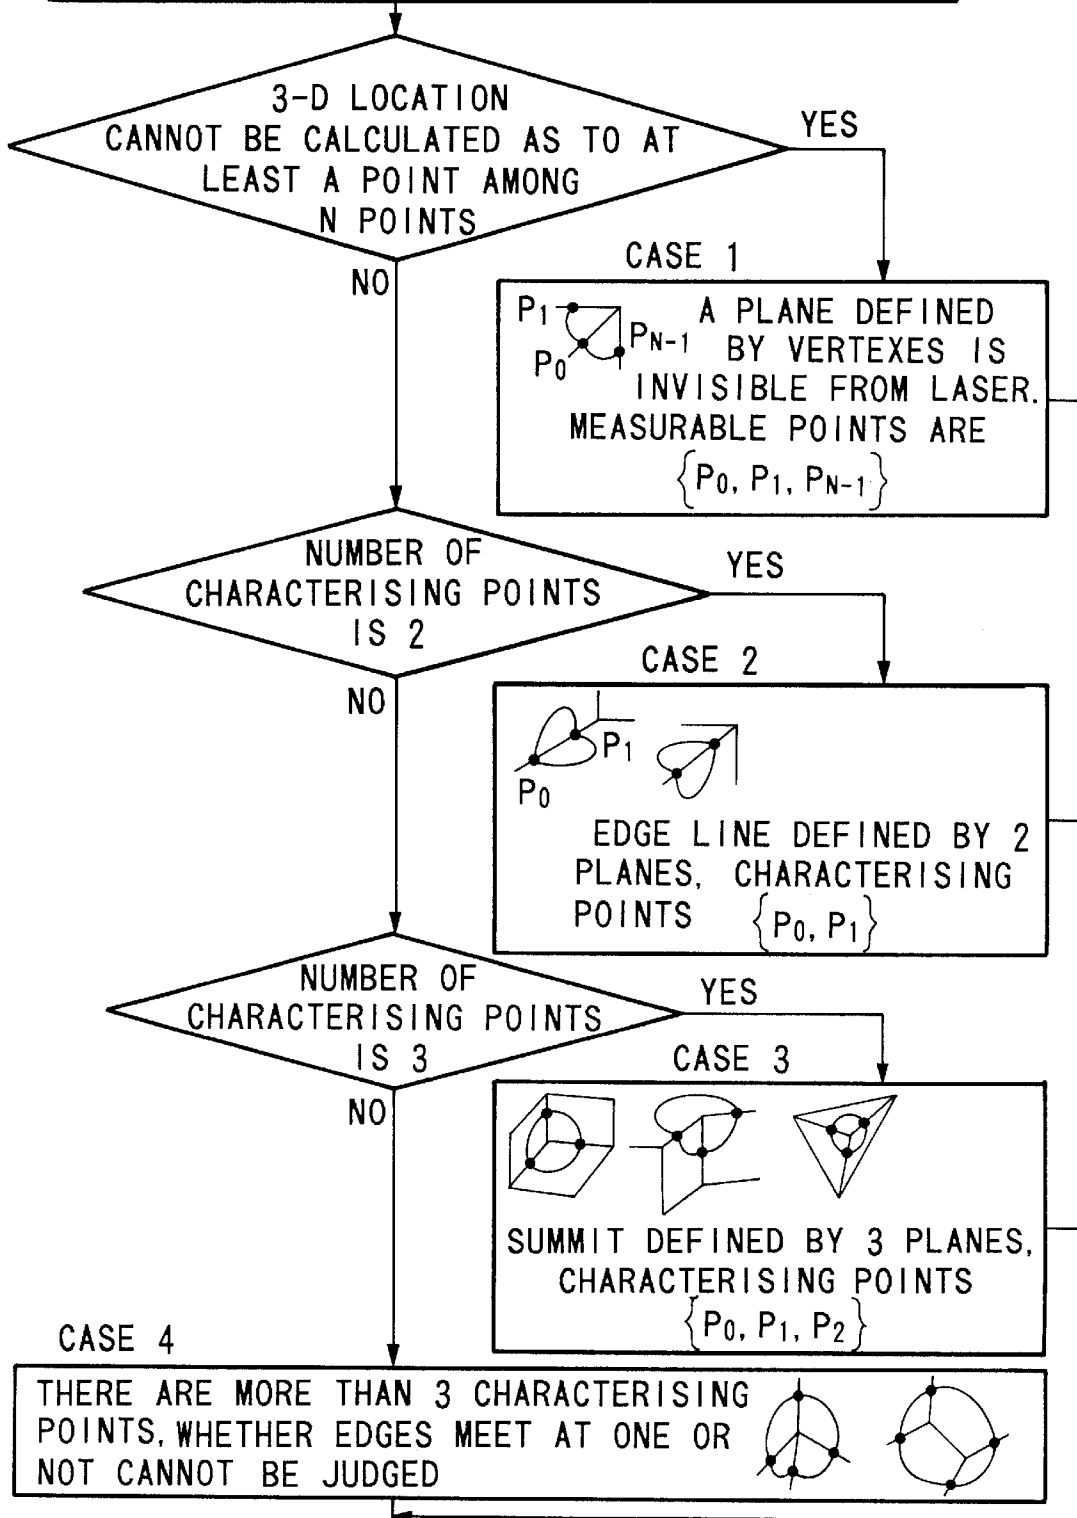 3-D LOCATION
CANNOT BE CALCULATED AS TO AT
LEAST A POINT AMONG
N POINTS
YES
NO
CASE 1
P1
PN-1
P0
A PLANE DEFINED
BY VERTEXES IS
INVISIBLE FROM LASER.
MEASURABLE POINTS ARE
{P0, P1, PN-1}
NUMBER OF
CHARACTERISING POINTS
IS 2
YES
NO
CASE 2
P1
P0
EDGE LINE DEFINED BY 2
PLANES, CHARACTERISING
POINTS {P0, P1}
NUMBER OF
CHARACTERISING POINTS
IS 3
YES
NO
CASE 3
SUMMIT DEFINED BY 3 PLANES,
CHARACTERISING POINTS
{P0, P1, P2}
CASE 4
THERE ARE MORE THAN 3 CHARACTERISING
POINTS, WHETHER EDGES MEET AT ONE OR
NOT CANNOT BE JUDGED